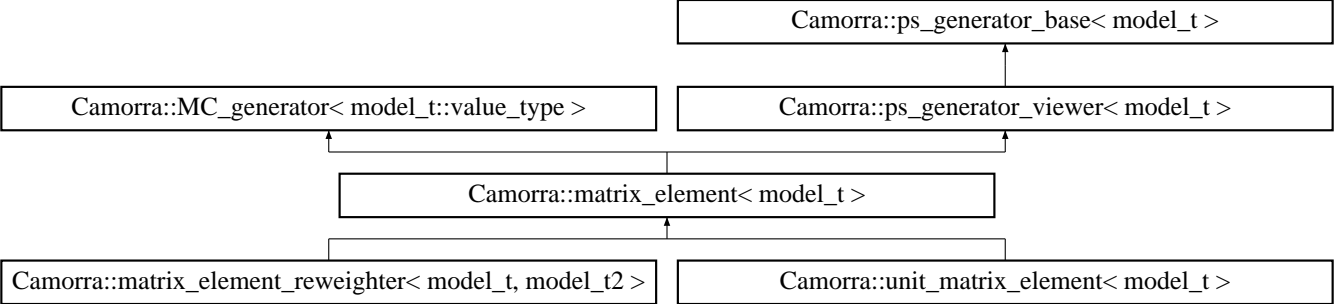 Camorra::ps_generator_base< model_t >
Camorra::MC_generator< model_t::value_type >
Camorra::ps_generator_viewer< model_t >
Camorra::matrix_element< model_t >
Camorra::matrix_element_reweighter< model_t, model_t2 >
Camorra::unit_matrix_element< model_t >